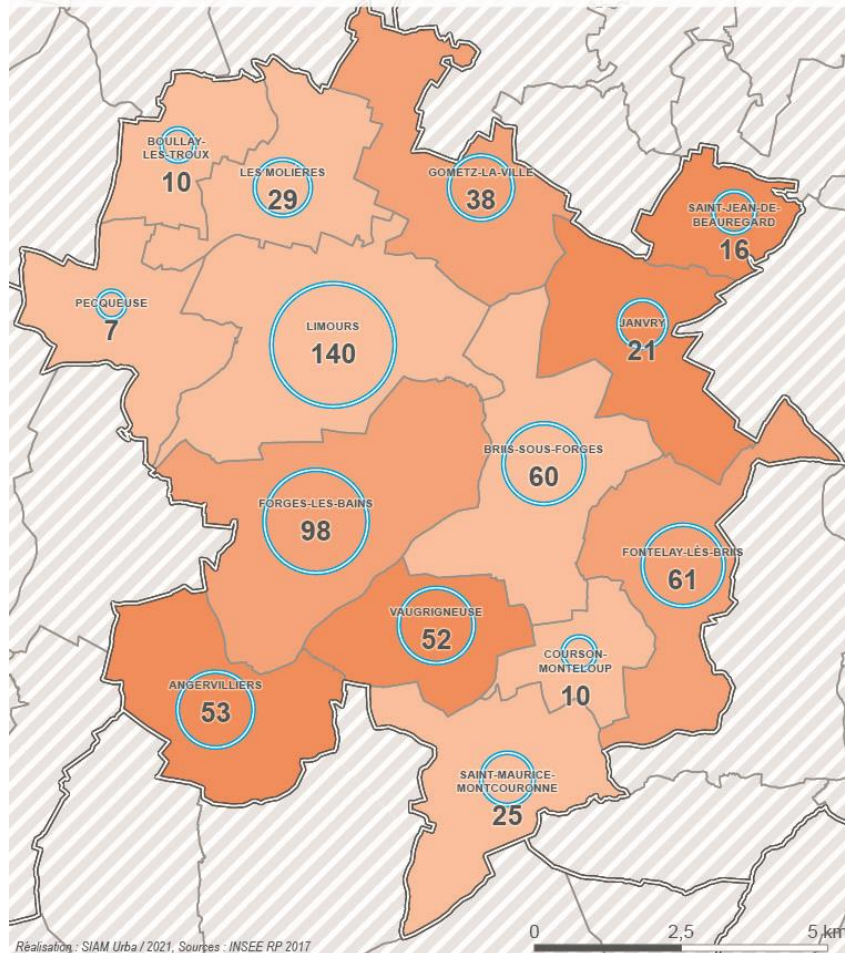 BOULLAY-
LES-TROUX
10
LES MOLIÈRES
29
GOMETZ-LA-VILLE
38
SAINT-JEAN-DE-
BEAUREGARD
16
PECQUEUSE
7
LIMOURS
140
JANVRY
21
BRIIS-SOUS-FORGES
60
FORGES-LES-BAINS
98
FONTELAY-LÈS-BRIIS
61
VAUGRIGNEUSE
52
COURSON-
MONTELOUP
10
ANGERVILLIERS
53
SAINT-MAURICE-
MONTCOURONNE
25
Réalisation : SIAM Urba / 2021, Sources : INSEE RP 2017
0 2,5 5 km